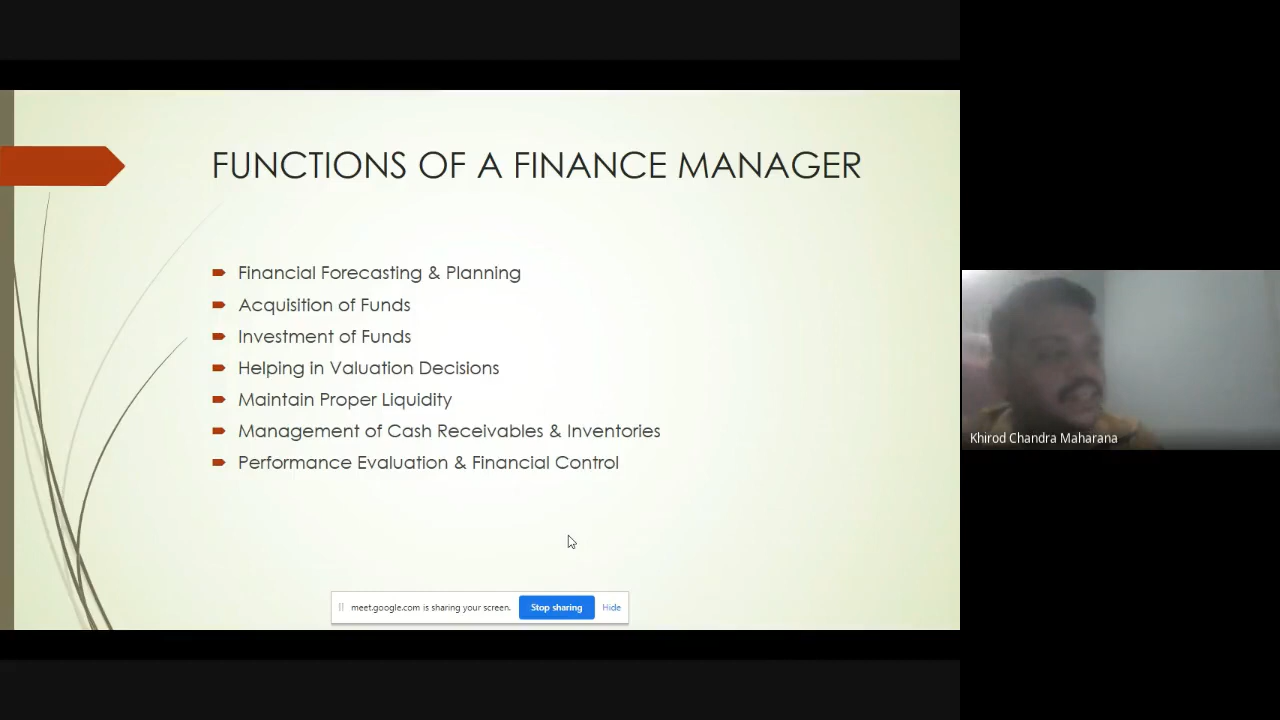 FUNCTIONS OF A FINANCE MANAGER
Financial Forecasting & Planning
Acquisition of Funds
Investment of Funds
Helping in Valuation Decisions
Maintain Proper Liquidity
Management of Cash Receivables & Inventories
Performance Evaluation & Financial Control
meet.google.com is sharing your screen. Stop sharing Hide
Khirod Chandra Maharana